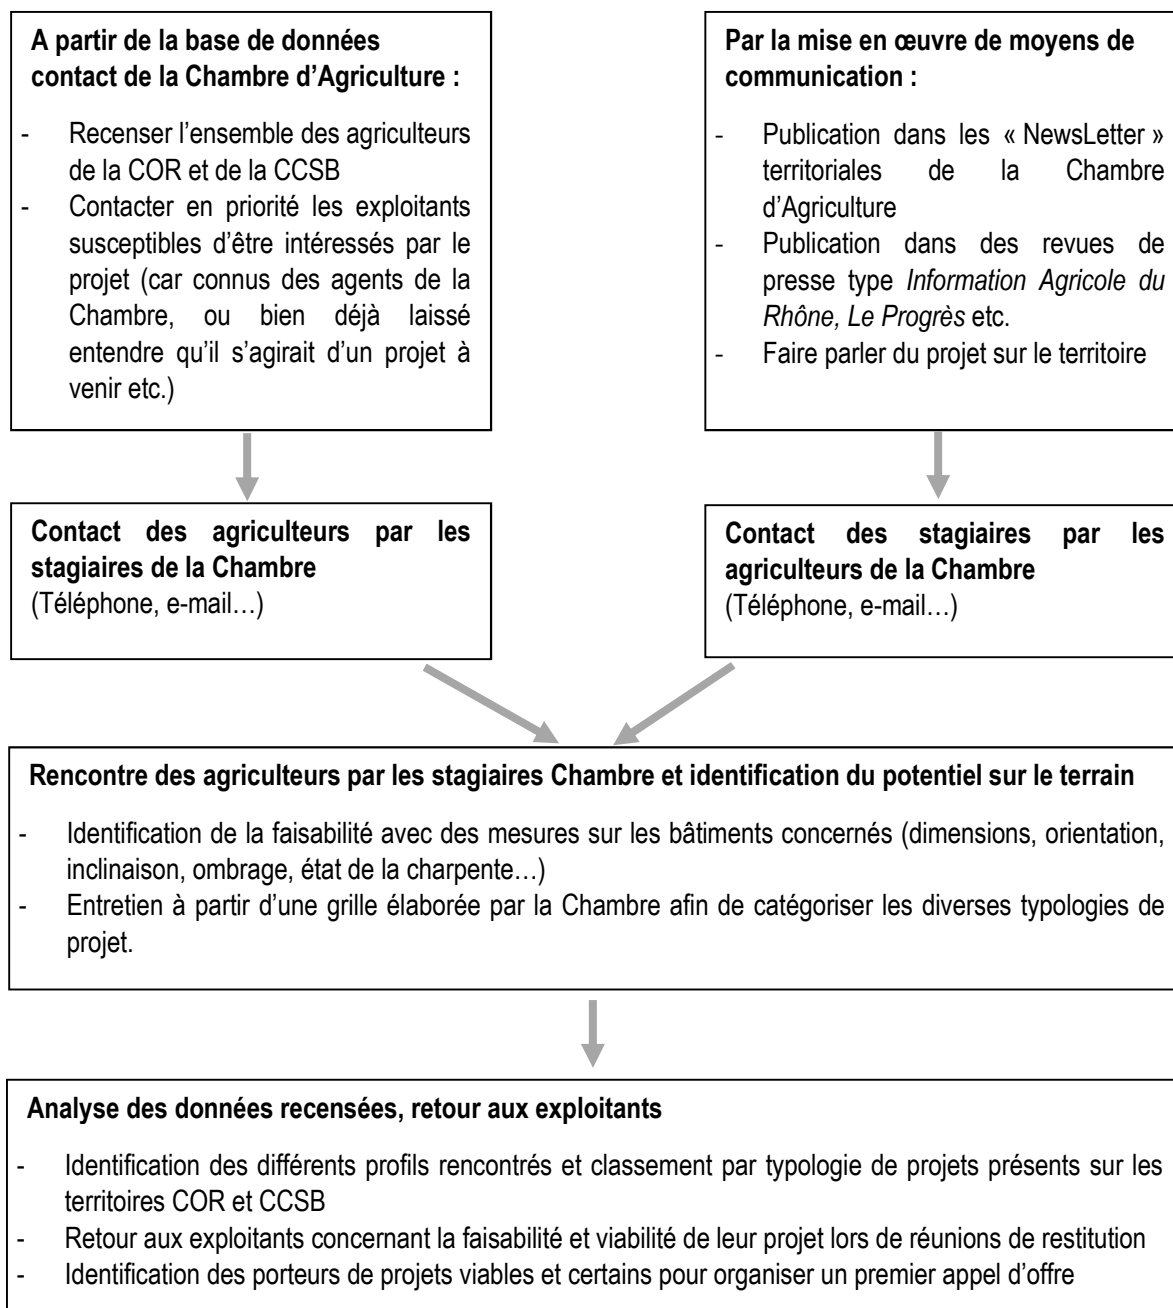 A partir de la base de données
contact de la Chambre d’Agriculture :
- Recenser l’ensemble des agriculteurs
de la COR et de la CCSB
- Contacter en priorité les exploitants
susceptibles d’être intéressés par le
projet (car connus des agents de la
Chambre, ou bien déjà laissé
entendre qu’il s’agirait d’un projet à
venir etc.)
Par la mise en œuvre de moyens de
communication :
- Publication dans les « NewsLetter »
territoriales de la Chambre
d’Agriculture
- Publication dans des revues de
presse type Information Agricole du
Rhône, Le Progrès etc.
- Faire parler du projet sur le territoire
Contact des agriculteurs par les
stagiaires de la Chambre
(Téléphone, e-mail…)
Contact des stagiaires par les
agriculteurs de la Chambre
(Téléphone, e-mail…)
Rencontre des agriculteurs par les stagiaires Chambre et identification du potentiel sur le terrain
- Identification de la faisabilité avec des mesures sur les bâtiments concernés (dimensions, orientation,
inclinaison, ombrage, état de la charpente…)
- Entretien à partir d’une grille élaborée par la Chambre afin de catégoriser les diverses typologies de
projet.
Analyse des données recensées, retour aux exploitants
- Identification des différents profils rencontrés et classement par typologie de projets présents sur les
territoires COR et CCSB
- Retour aux exploitants concernant la faisabilité et viabilité de leur projet lors de réunions de restitution
- Identification des porteurs de projets viables et certains pour organiser un premier appel d’offre